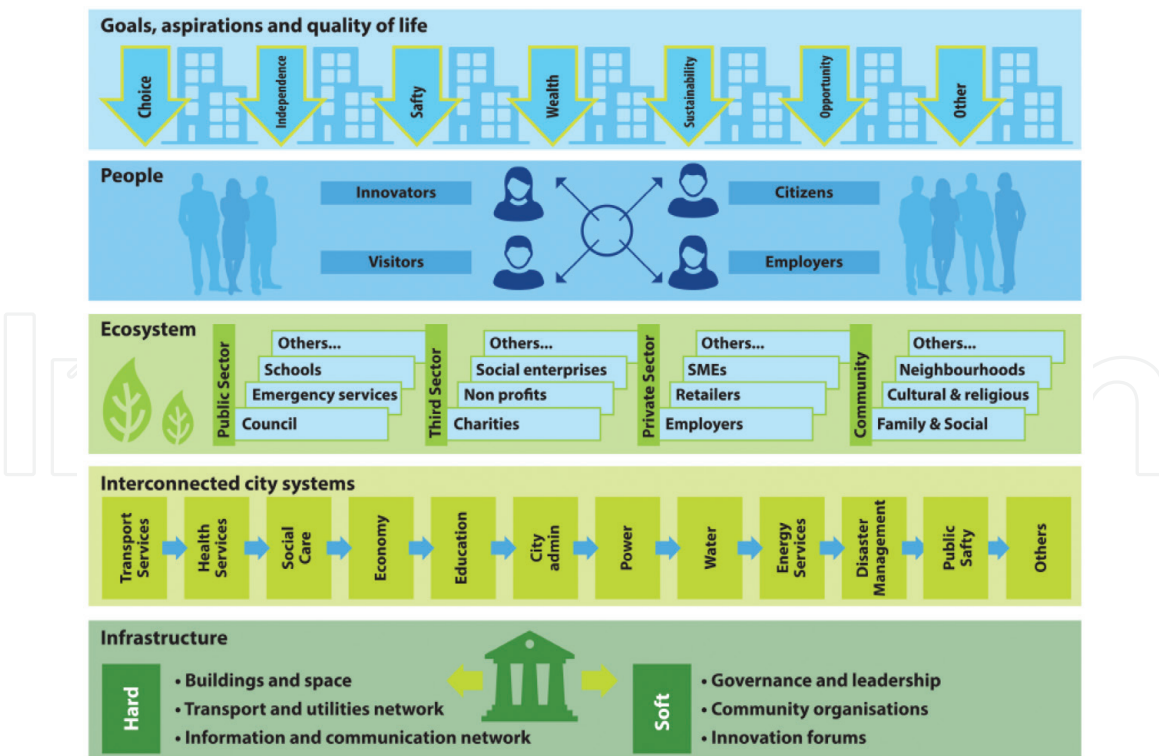 Goals, aspirations and quality of life
Choice
Independence
Safty
Wealth
Sustainability
Opportunity
Other
People
Innovators
Citizens
Visitors
Employers
Ecosystem
Public Sector
Others...
Schools
Emergency services
Council
Third Sector
Others...
Social enterprises
Non profits
Charities
Private Sector
Others...
SMEs
Retailers
Employers
Community
Others...
Neighbourhoods
Cultural & religious
Family & Social
Interconnected city systems
Transport
Services
Health
Services
Social
Care
Economy
Education
City
admin
Power
Water
Energy
Services
Disaster
Management
Public
Safty
Others
Infrastructure
Hard
• Buildings and space
• Transport and utilities network
• Information and communication network
Soft
• Governance and leadership
• Community organisations
• Innovation forums